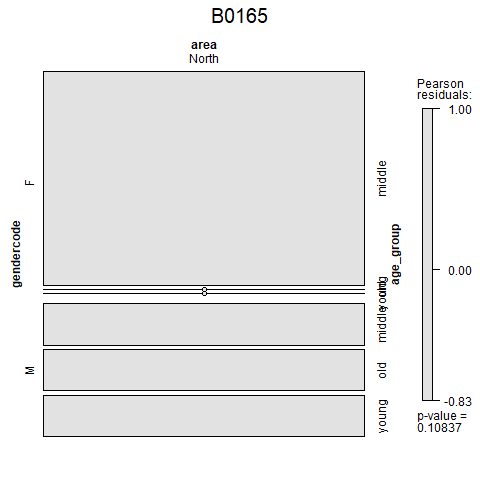 B0165
area
North
Pearson
residuals:
1.00
0.00
-0.83
p-value =
0.10837
gendercode
F
M
age_group
middle
old
young
middle
old
young